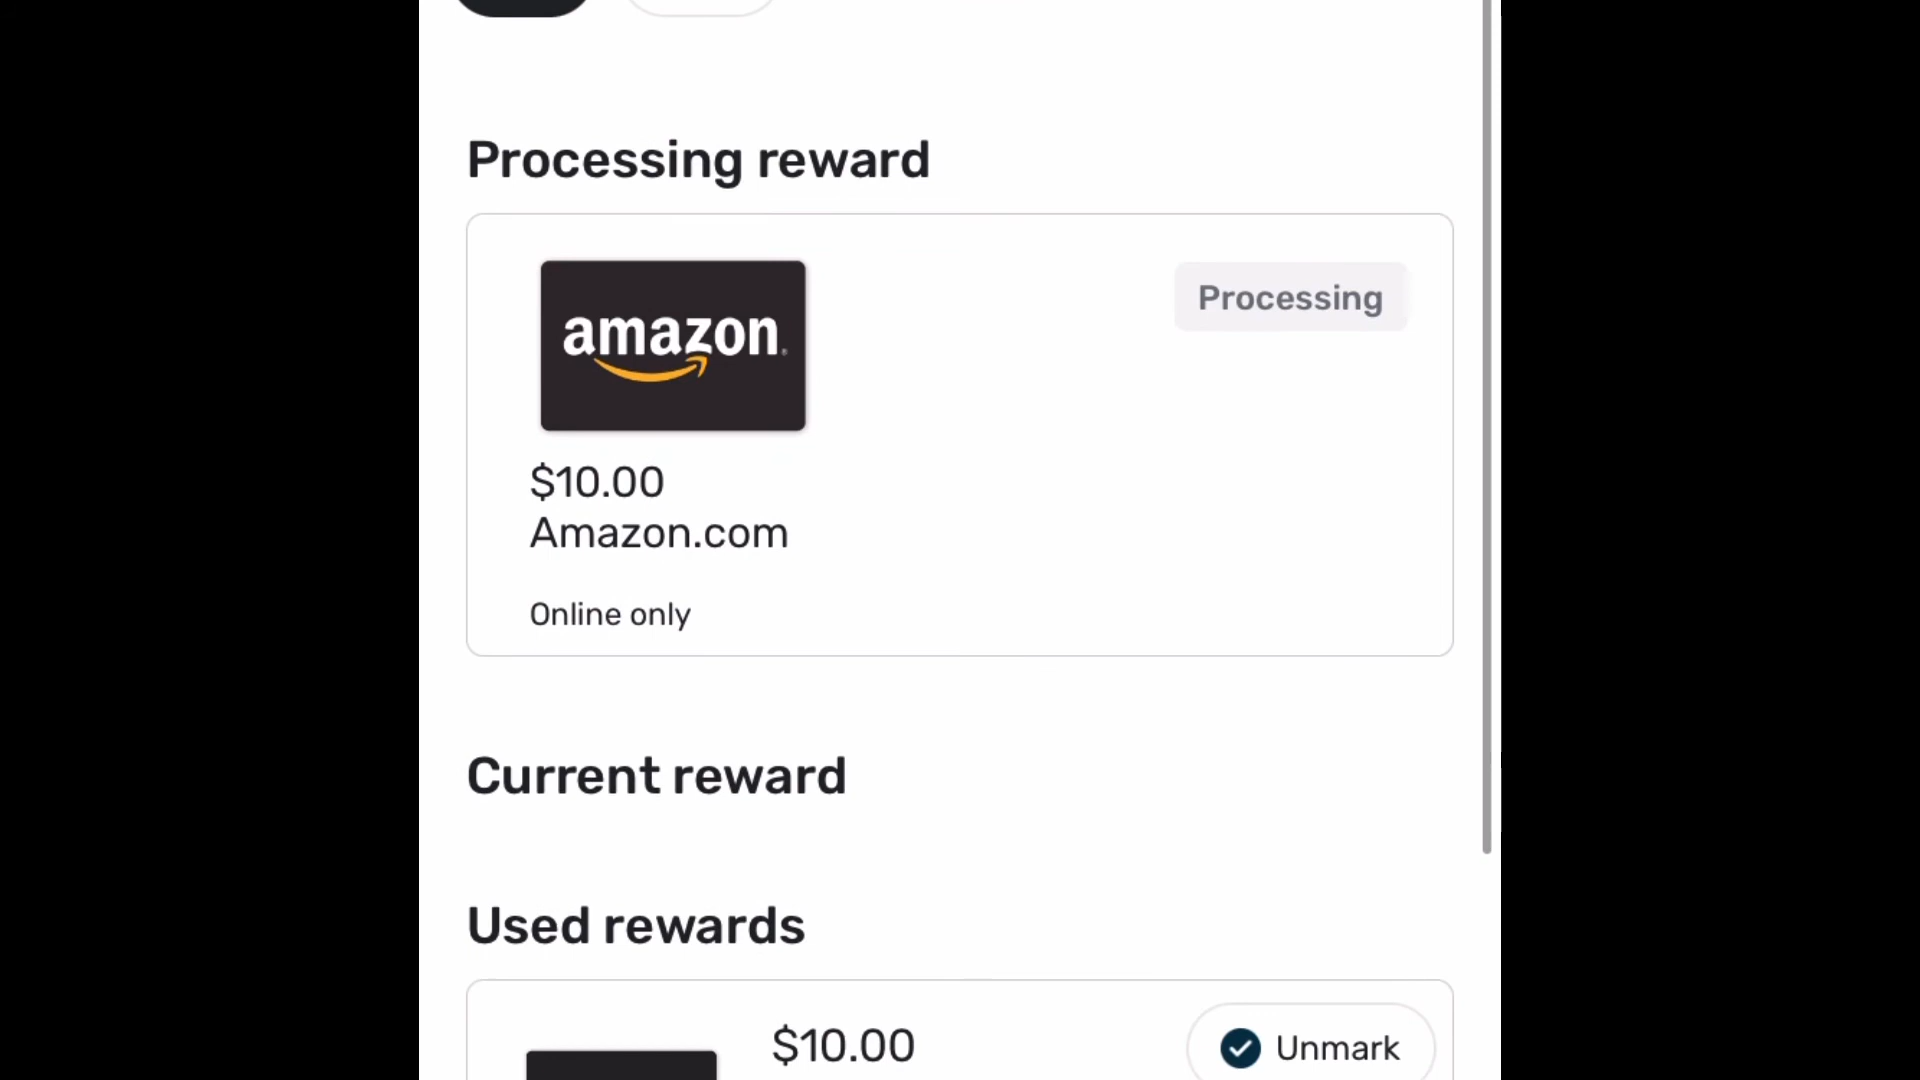 Processing reward
amazon
Processing
$10.00
Amazon.com
Online only
Current reward
Used rewards
$10.00
Unmark